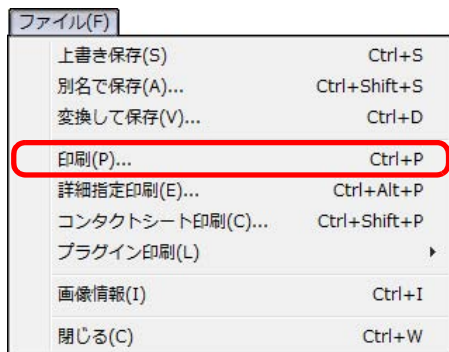 ファイル(F)
上書き保存(S) Ctrl+S
別名で保存(A)... Ctrl+Shift+S
変換して保存(V)... Ctrl+D
印刷(P)... Ctrl+P
詳細指定印刷(E)... Ctrl+Alt+P
コンタクトシート印刷(C)... Ctrl+Shift+P
プラグイン印刷(L)
画像情報(I) Ctrl+I
閉じる(C) Ctrl+W